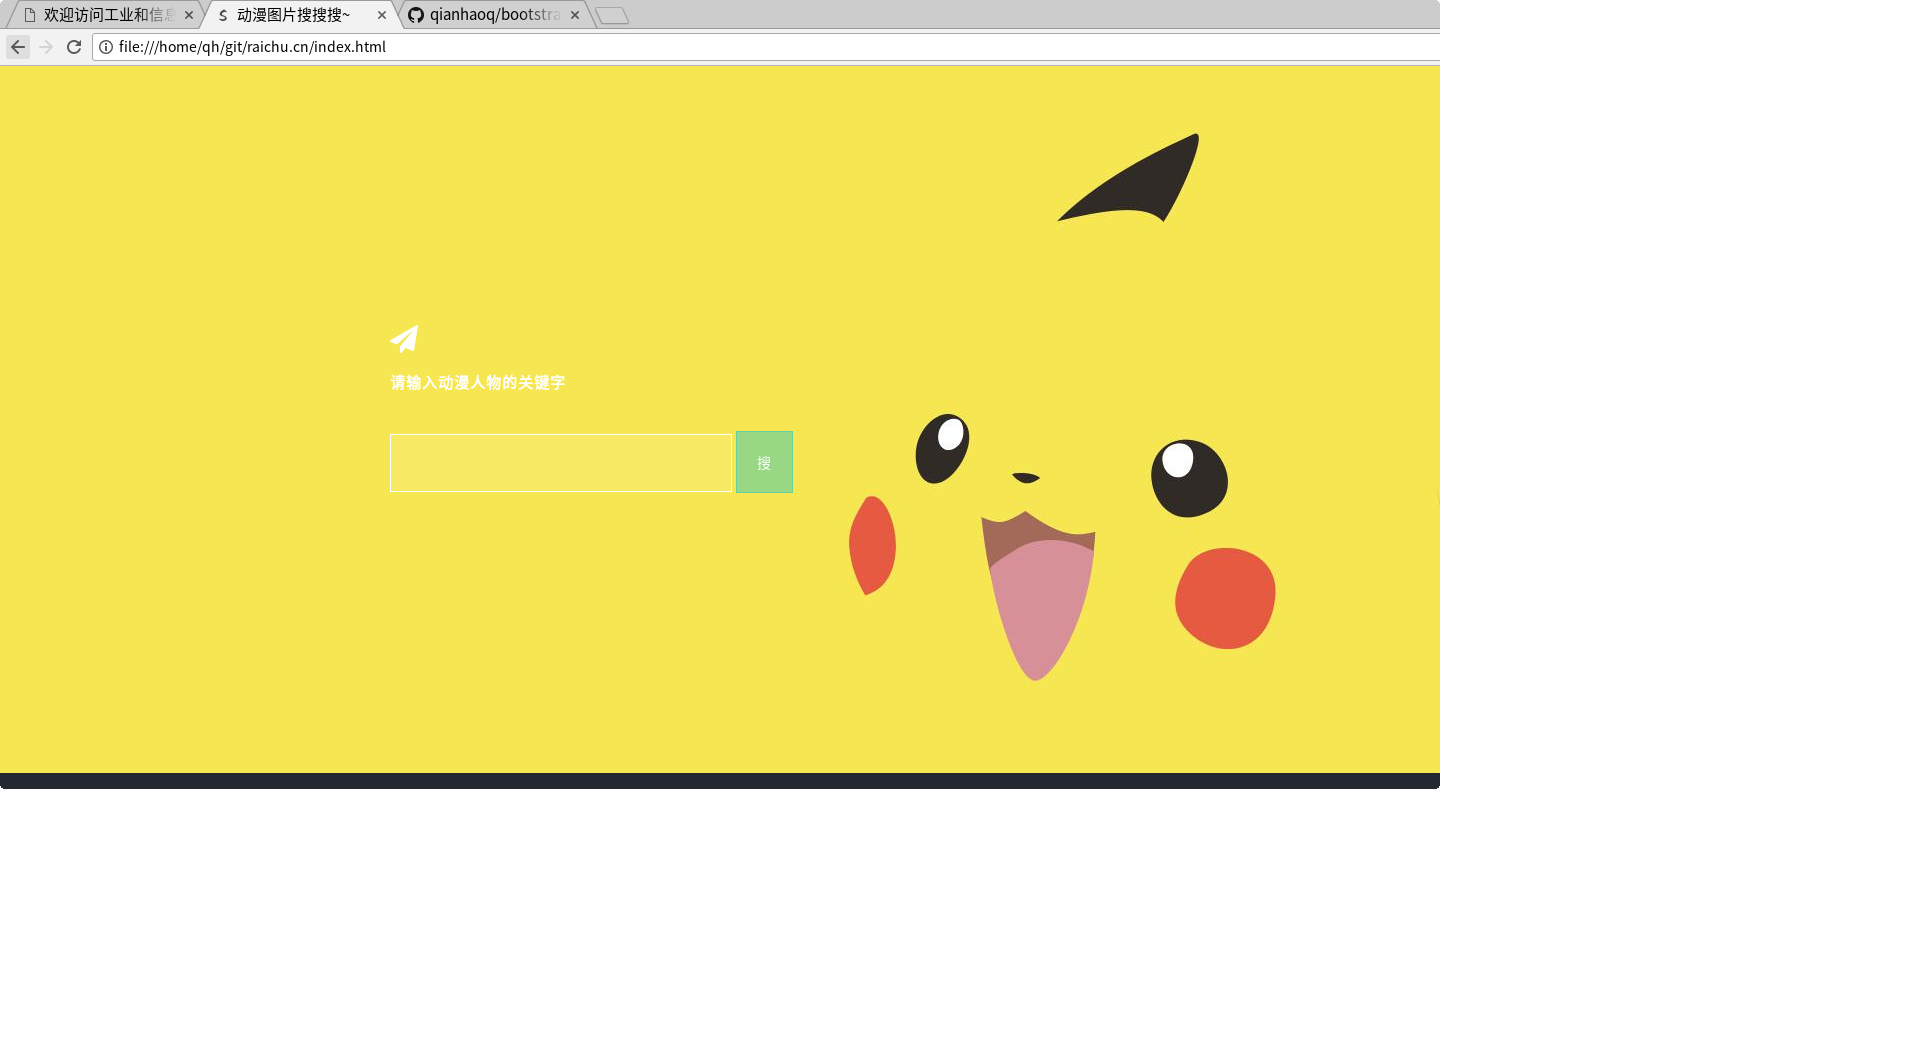 欢迎访问工业和信息
动漫图片搜搜搜~
qianhaoq/bootstra
file:///home/qh/git/raichu.cn/index.html
请输入动漫人物的关键字
搜